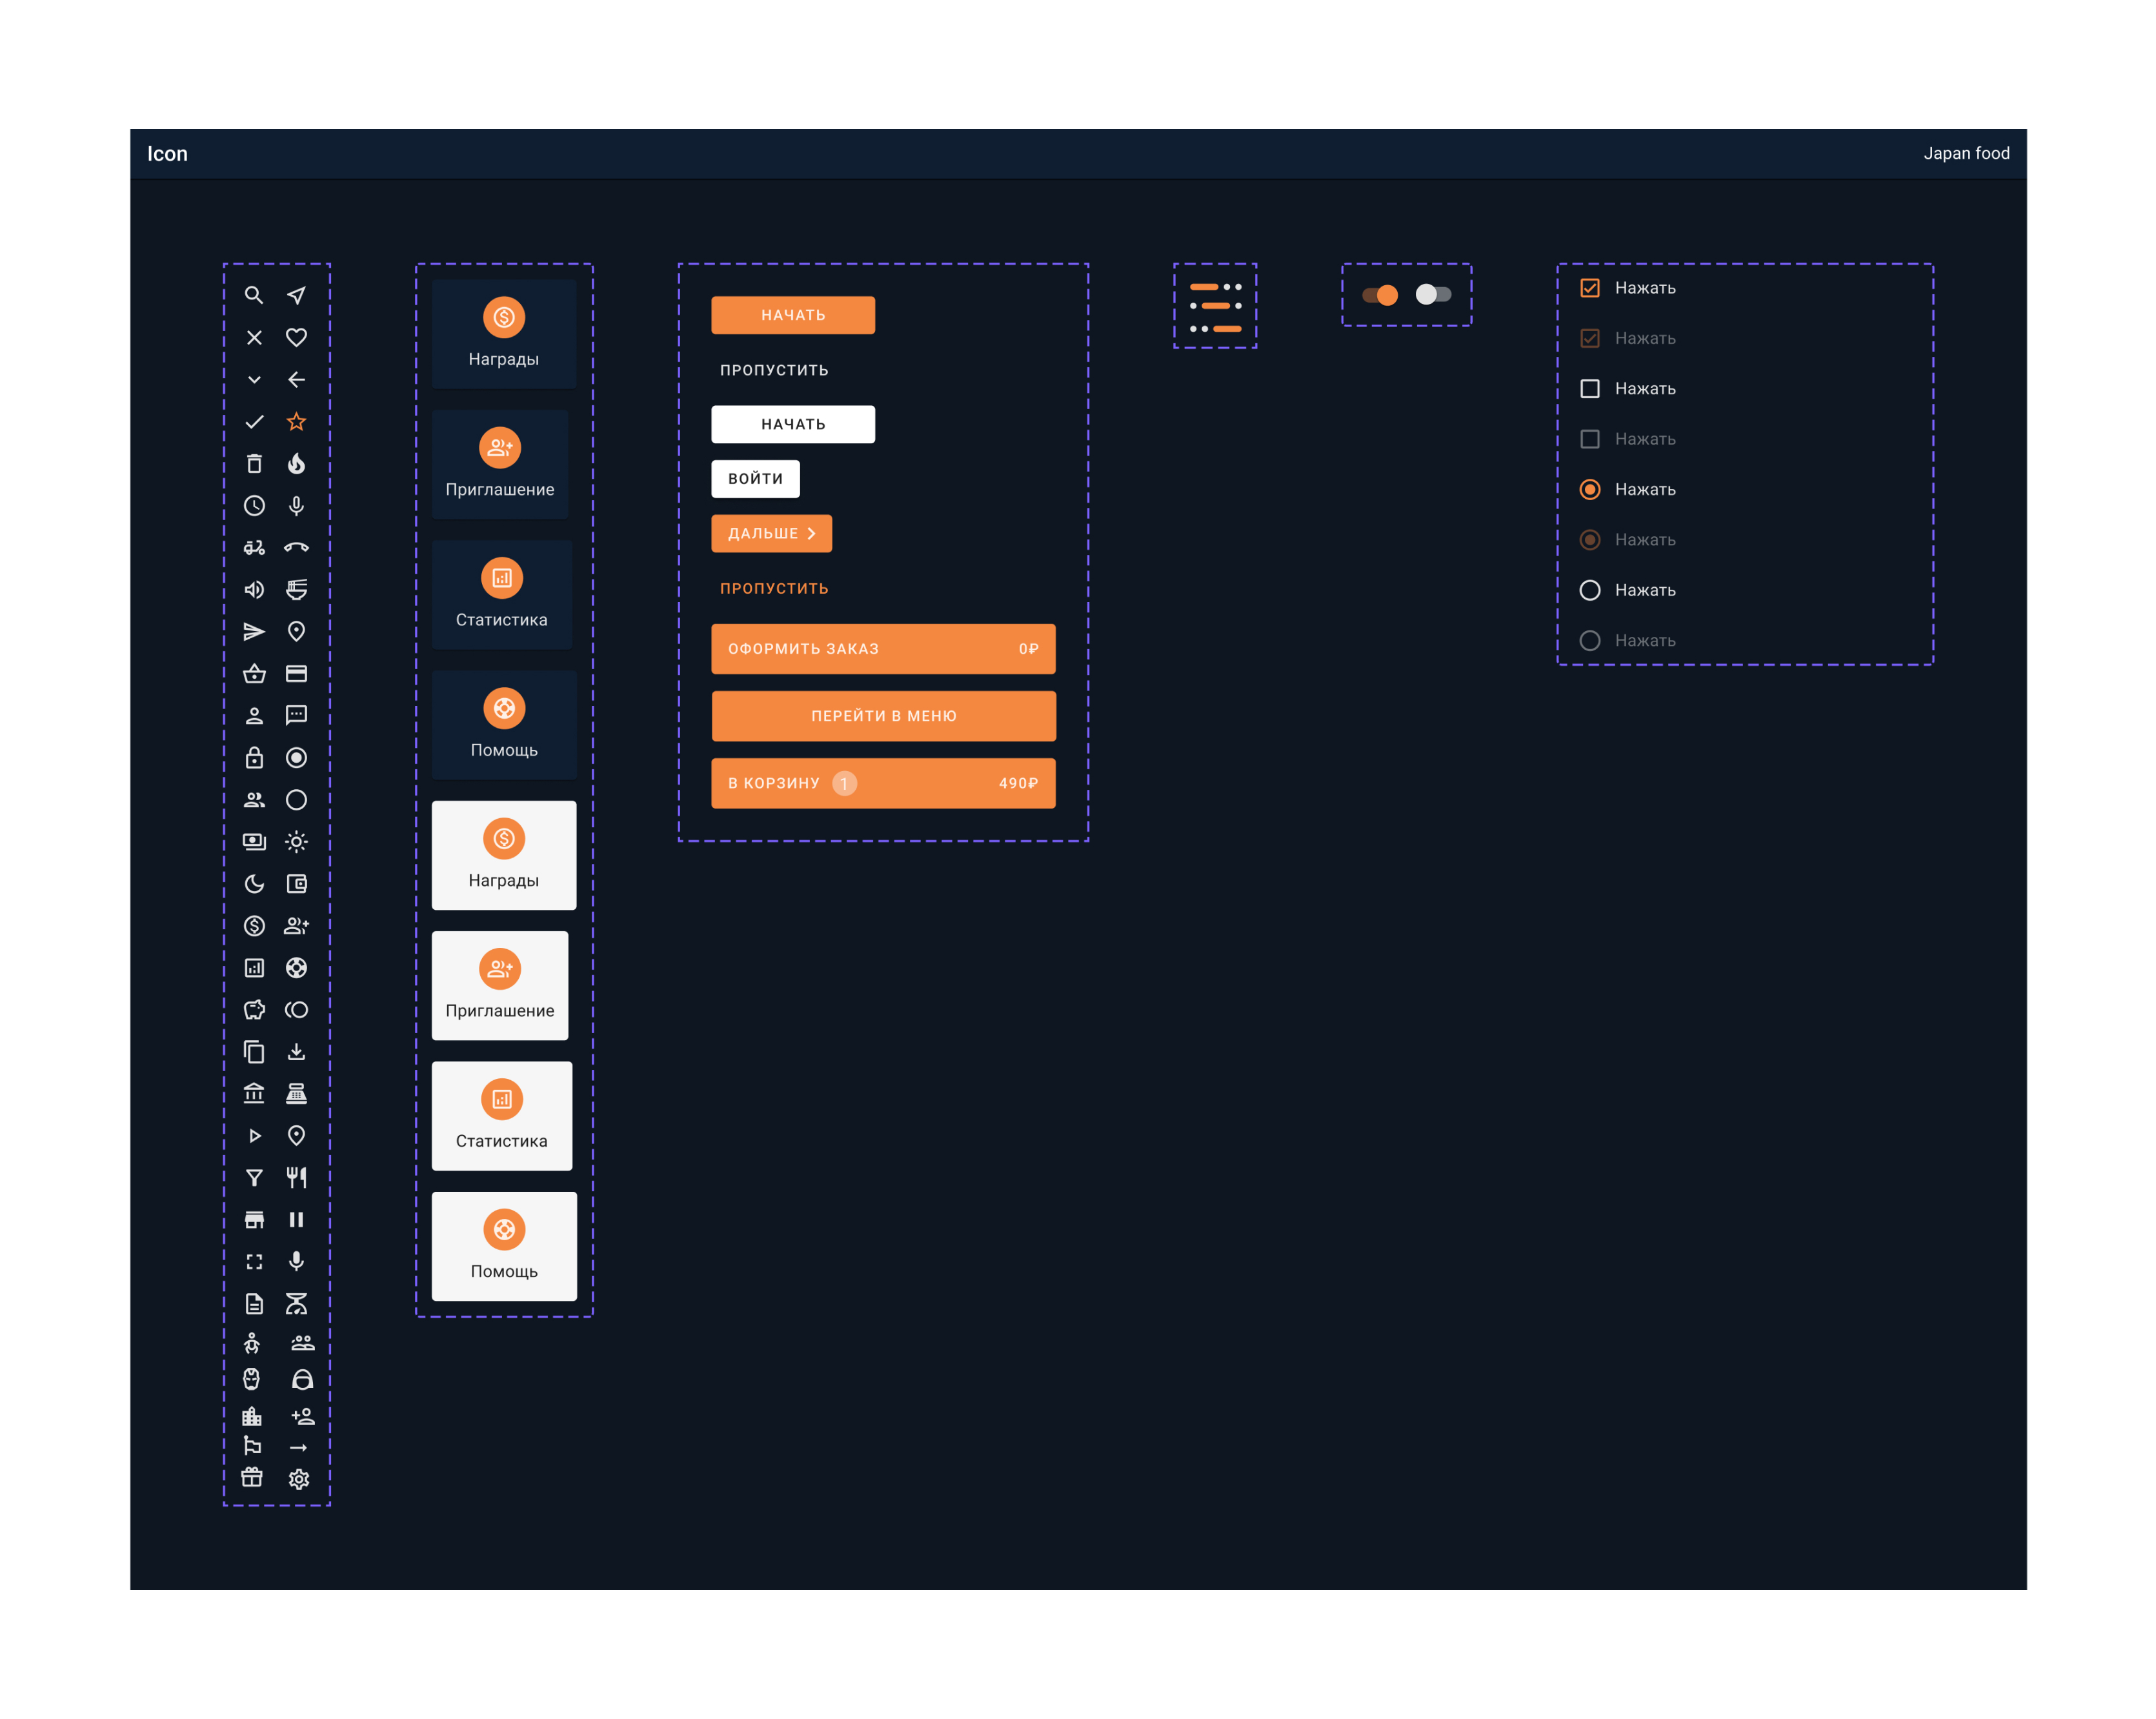 Icon
Japan food
Награды
Приглашение
Статистика
Помощь
Награды
Приглашение
Статистика
Помощь
НАЧАТЬ
ПРОПУСТИТЬ
НАЧАТЬ
ВОЙТИ
ДАЛЬШЕ
ПРОПУСТИТЬ
ОФОРМИТЬ ЗАКАЗ 0₽
ПЕРЕЙТИ В МЕНЮ
В КОРЗИНУ 1 490₽
Нажать
Нажать
Нажать
Нажать
Нажать
Нажать
Нажать
Нажать